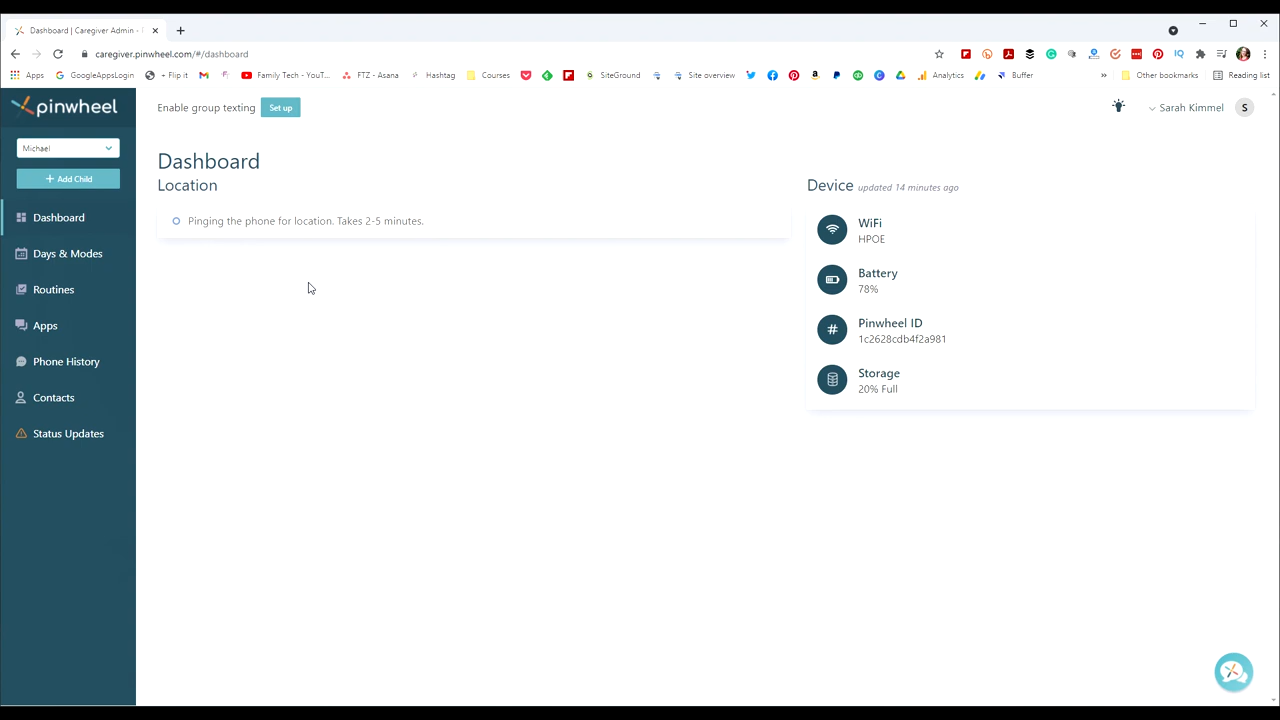 Dashboard | Caregiver Admin -
caregiver.pinwheel.com/#/dashboard
Apps
GoogleAppsLogin
+ Flip it
Family Tech - YouT...
FTZ - Asana
Hashtag
Courses
SiteGround
Site overview
Analytics
Buffer
Other bookmarks
Reading list
pinwheel
Enable group texting
Set up
Sarah Kimmel
S
Michael
+ Add Child
Dashboard
Days & Modes
Routines
Apps
Phone History
Contacts
Status Updates
Dashboard
Location
Pinging the phone for location. Takes 2-5 minutes.
Device updated 14 minutes ago
WiFi
HPOE
Battery
78%
# Pinwheel ID
1c2628cdb4f2a981
Storage
20% Full